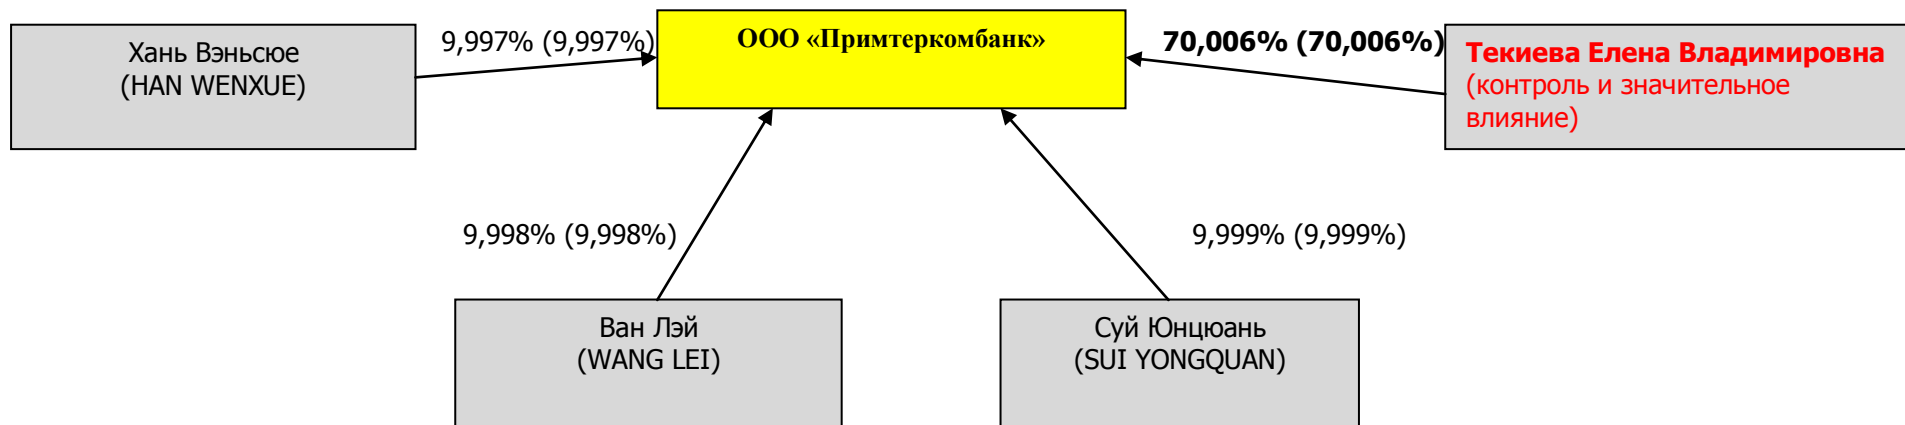 Хань Вэньсюе
(HAN WENXUE)
9,997% (9,997%)
ООО «Примтеркомбанк»
70,006% (70,006%)
Текиева Елена Владимировна
(контроль и значительное
влияние)
9,998% (9,998%)
9,999% (9,999%)
Ван Лэй
(WANG LEI)
Суй Юнцюань
(SUI YONGQUAN)